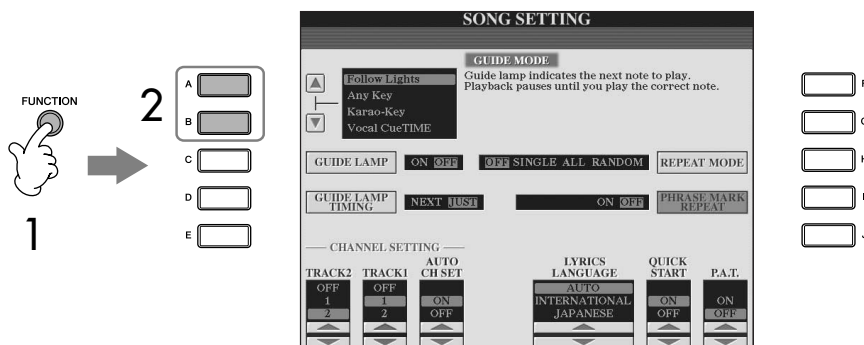 SONG SETTING
GUIDE MODE
Follow Lights
Any Key
Karao-Key
Vocal CueTIME
Guide lamp indicates the next note to play.
Playback pauses until you play the correct note.
FUNCTION
1
2
A
B
C
D
E
GUIDE LAMP ON OFF
OFF SINGLE ALL RANDOM REPEAT MODE
GUIDE LAMP
TIMING
NEXT JUST
ON OFF
PHRASE MARK
REPEAT
CHANNEL SETTING
TRACK2
OFF
1
2
TRACK1
OFF
1
2
AUTO
CH SET
ON
OFF
LYRICS
LANGUAGE
AUTO
INTERNATIONAL
JAPANESE
QUICK
START
ON
OFF
P.A.T.
ON
OFF